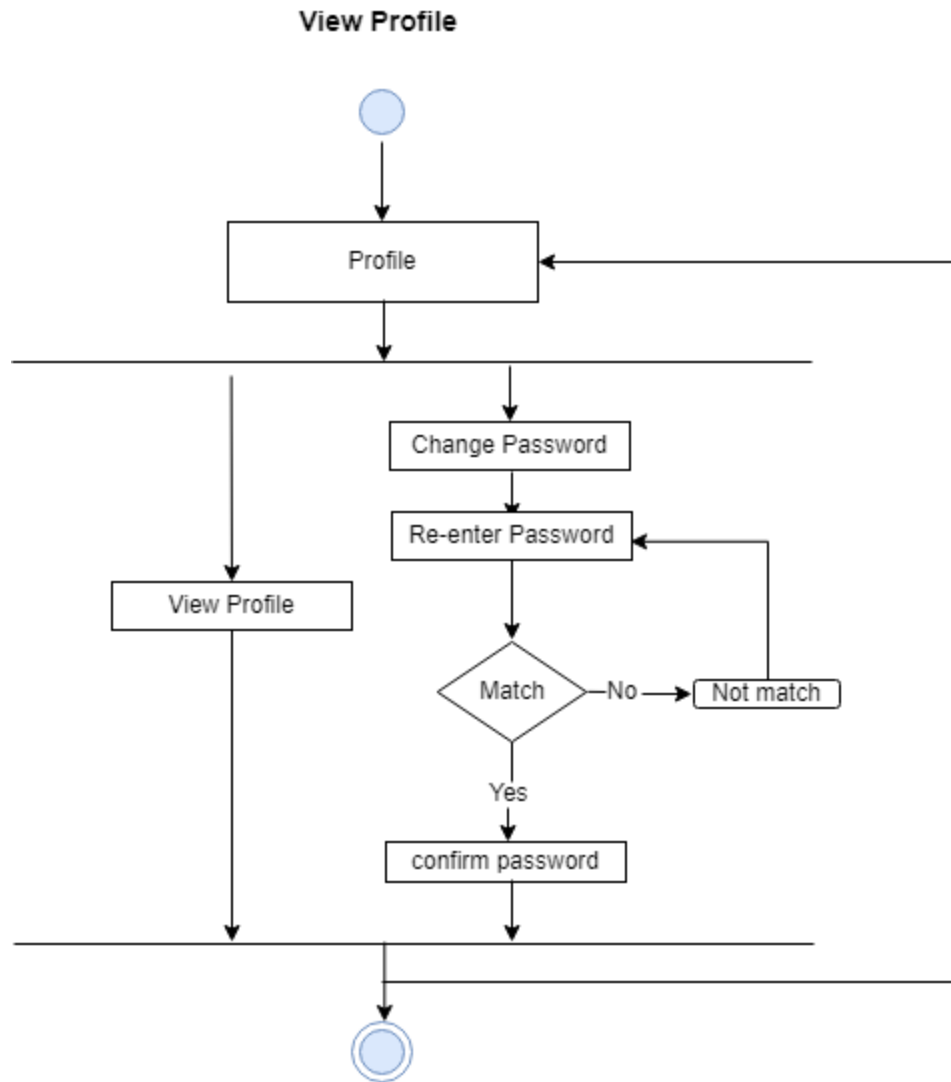 View Profile
Profile
Change Password
Re-enter Password
View Profile
Match
No
Not match
Yes
confirm password